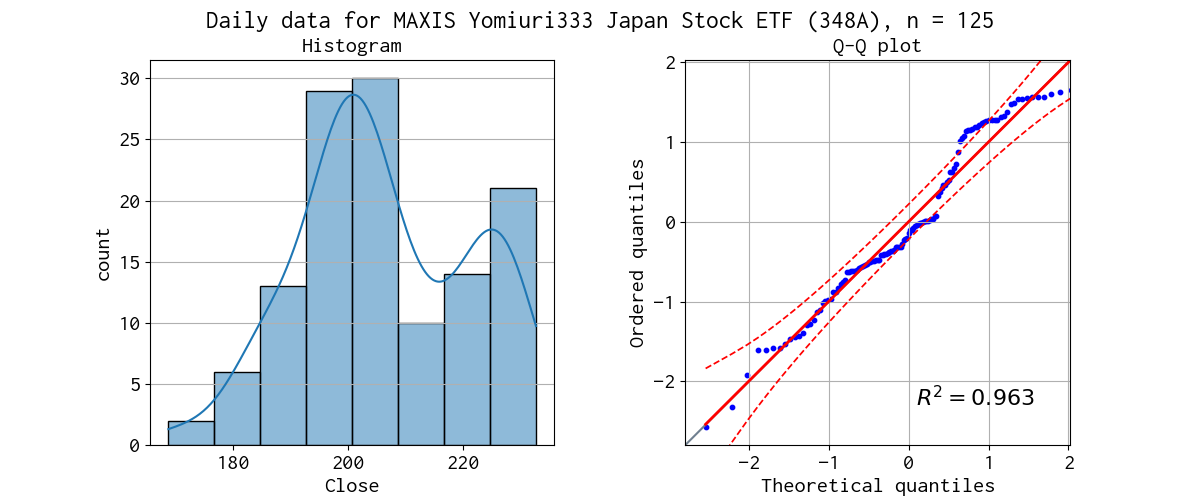 Daily data for MAXIS Yomiuri333 Japan Stock ETF (348A), n = 125
Histogram
30
25
20
15
10
5
0
count
180
200
220
Close
Q-Q plot
2
1
0
−1
−2
Ordered quantiles
R² = 0.963
−2
−1
0
1
2
Theoretical quantiles